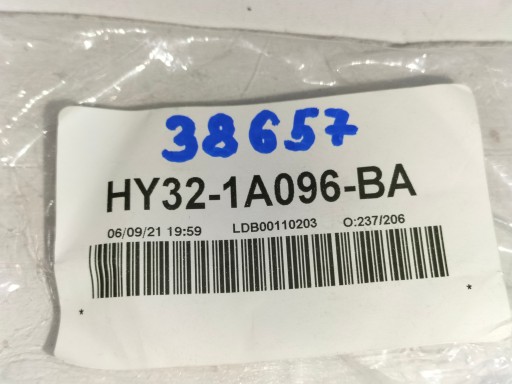 38657
HY32-1A096-BA
06/09/21 19:59 LDB00110203 O:237/206
* *